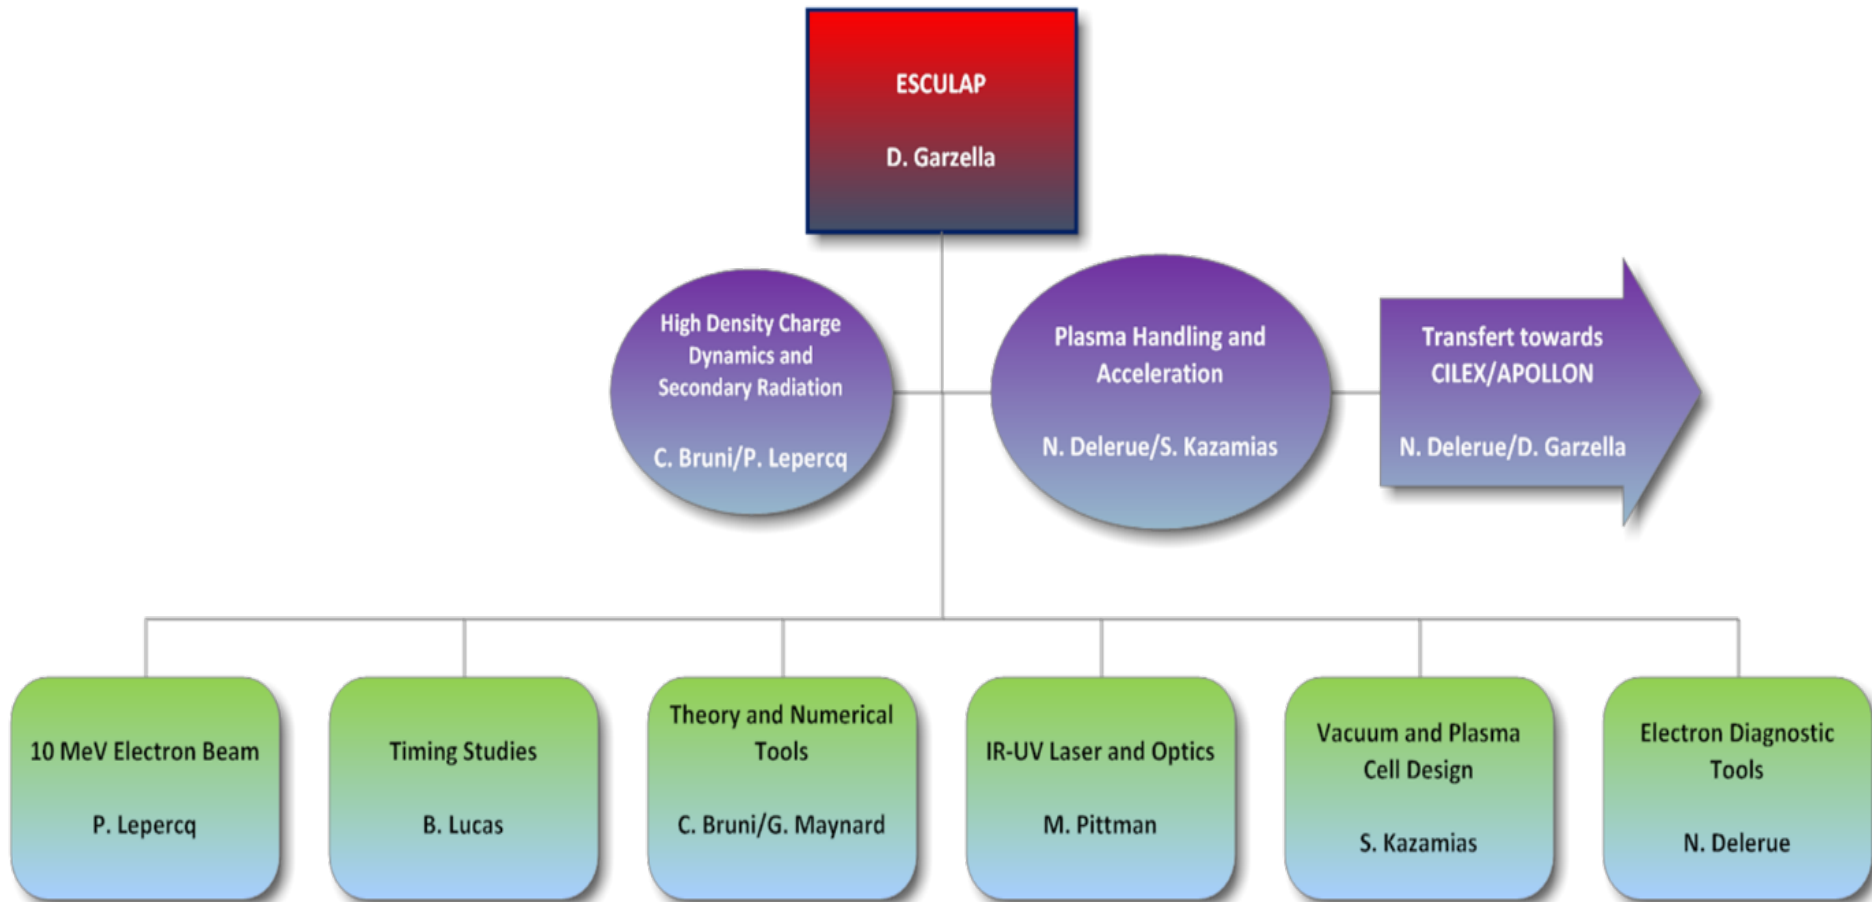 ESCULAP
D. Garzella
High Density Charge
Dynamics and
Secondary Radiation
C. Bruni/P. Lepercq
Plasma Handling and
Acceleration
N. Delerue/S. Kazamias
Transfert towards
CILEX/APOLLON
N. Delerue/D. Garzella
10 MeV Electron Beam
P. Lepercq
Timing Studies
B. Lucas
Theory and Numerical
Tools
C. Bruni/G. Maynard
IR-UV Laser and Optics
M. Pittman
Vacuum and Plasma
Cell Design
S. Kazamias
Electron Diagnostic
Tools
N. Delerue